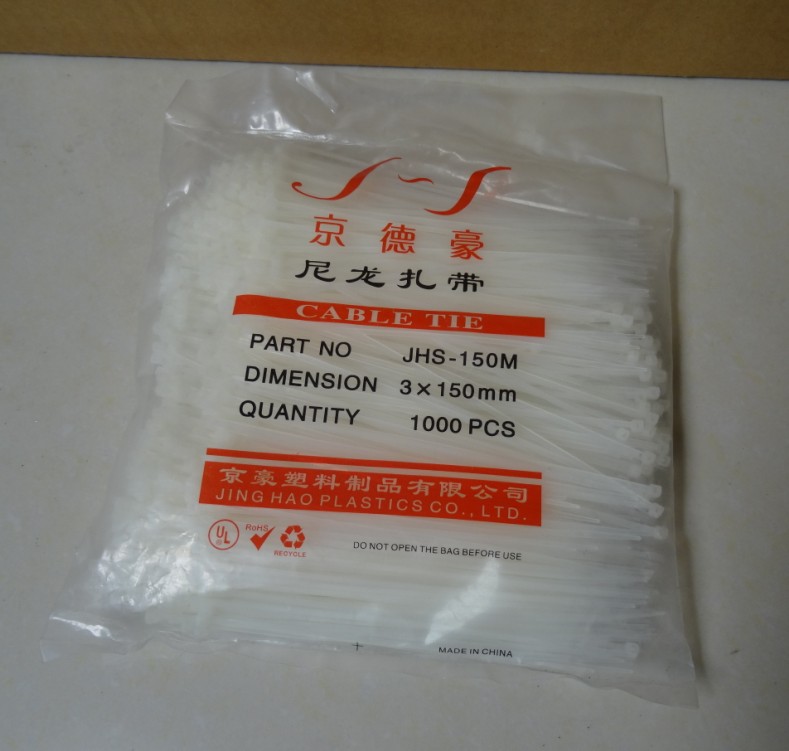 京德豪
尼龙扎带
CABLE TIE
PART NO JHS-150M
DIMENSION 3×150mm
QUANTITY 1000 PCS
京豪塑料制品有限公司
JING HAO PLASTICS CO., LTD.
UL
RoHS
RECYCLE
DO NOT OPEN THE BAG BEFORE USE
MADE IN CHINA